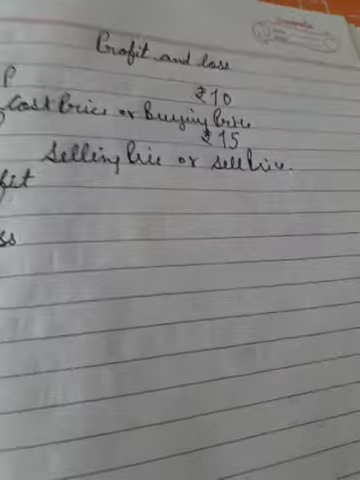 Profit and loss
P
₹10
Cost Price or Buying Price
₹15
Selling Price or sell Price.
fit
ss